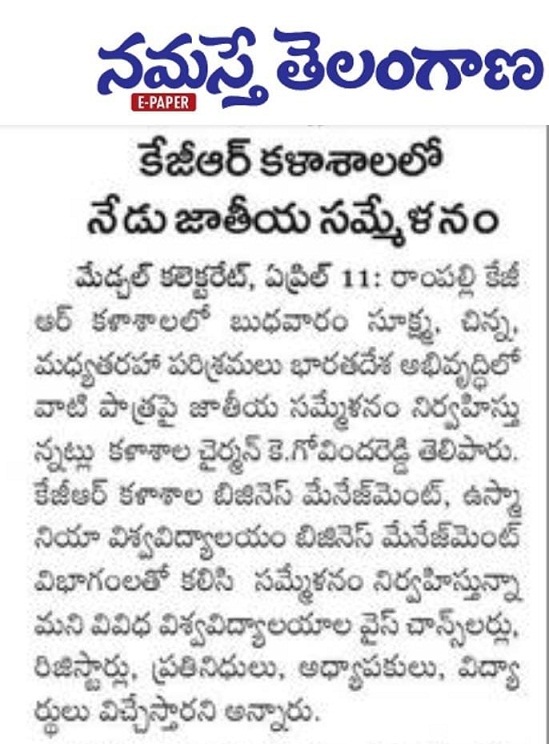 నమస్తే తెలంగాణ
E-PAPER
కేజీఆర్ కళాశాలలో
నేడు జాతీయ సమ్మేళనం
మేడ్చల్ కలెక్టరేట్, ఏప్రిల్ 11: రాంపల్లి కేజీ
ఆర్ కళాశాలలో బుధవారం సూక్ష్మ, చిన్న,
మధ్యతరహా పరిశ్రమలు భారతదేశ అభివృద్ధిలో
వాటి పాత్రపై జాతీయ సమ్మేళనం నిర్వహిస్తు
న్నట్లు కళాశాల చైర్మన్ కె.గోవిందరెడ్డి తెలిపారు.
కేజీఆర్ కళాశాల బిజినెస్ మేనేజ్‌మెంట్, ఉస్మా
నియా విశ్వవిద్యాలయం బిజినెస్ మేనేజ్‌మెంట్
విభాగంలతో కలిసి సమ్మేళనం నిర్వహిస్తున్నా
మని వివిధ విశ్వవిద్యాలయాల వైస్ చాన్స్‌లర్లు,
రిజిస్ట్రార్లు, ప్రతినిధులు, అధ్యాపకులు, విద్యా
ర్థులు విచ్చేస్తారని అన్నారు.